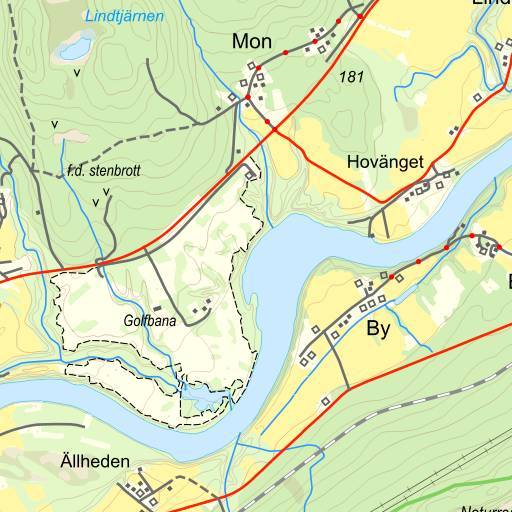 Lindtjärnen
Mon
181
f.d. stenbrott
Hovänget
Golfbana
By
Ällheden